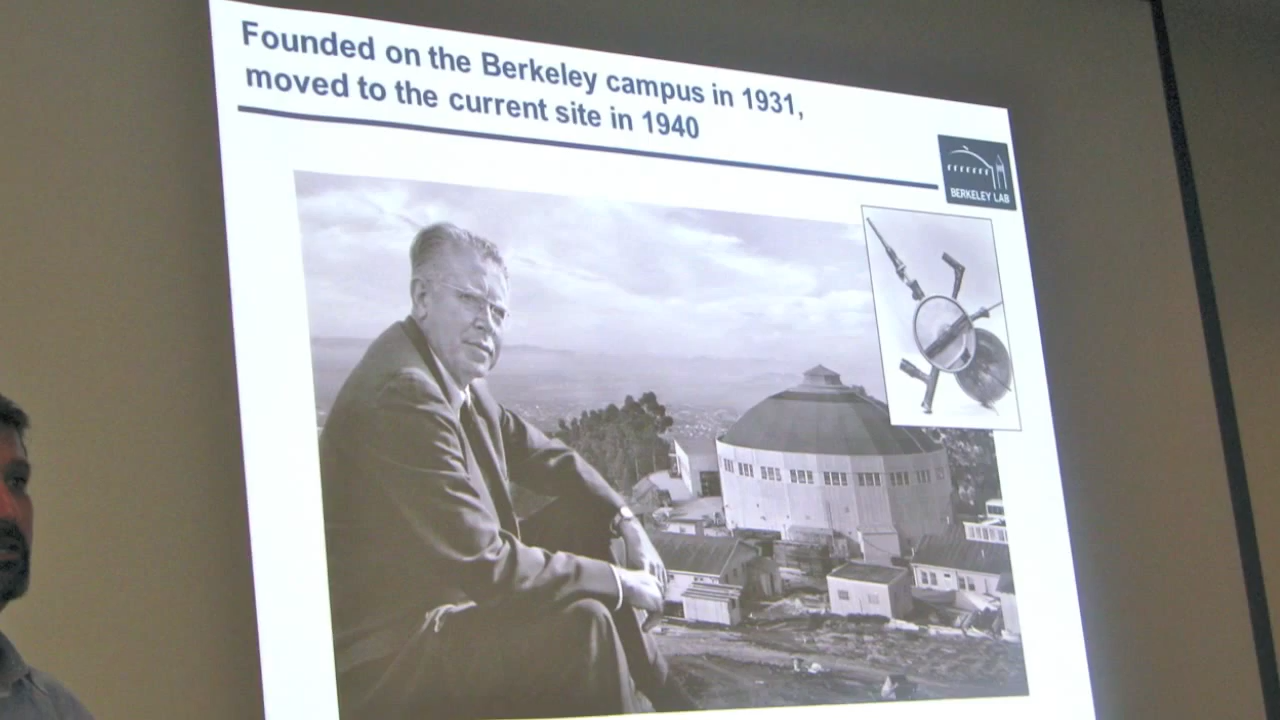 Founded on the Berkeley campus in 1931,
moved to the current site in 1940
BERKELEY LAB